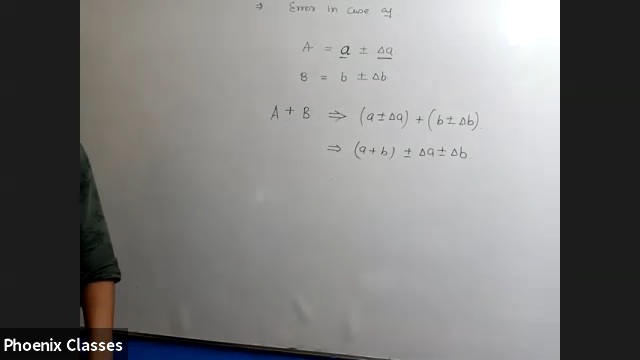 ⇒ Error in case of
A = a ± Δa
B = b ± Δb
A + B ⇒ (a ± Δa) + (b ± Δb)
⇒ (a + b) ± Δa ± Δb
Phoenix Classes